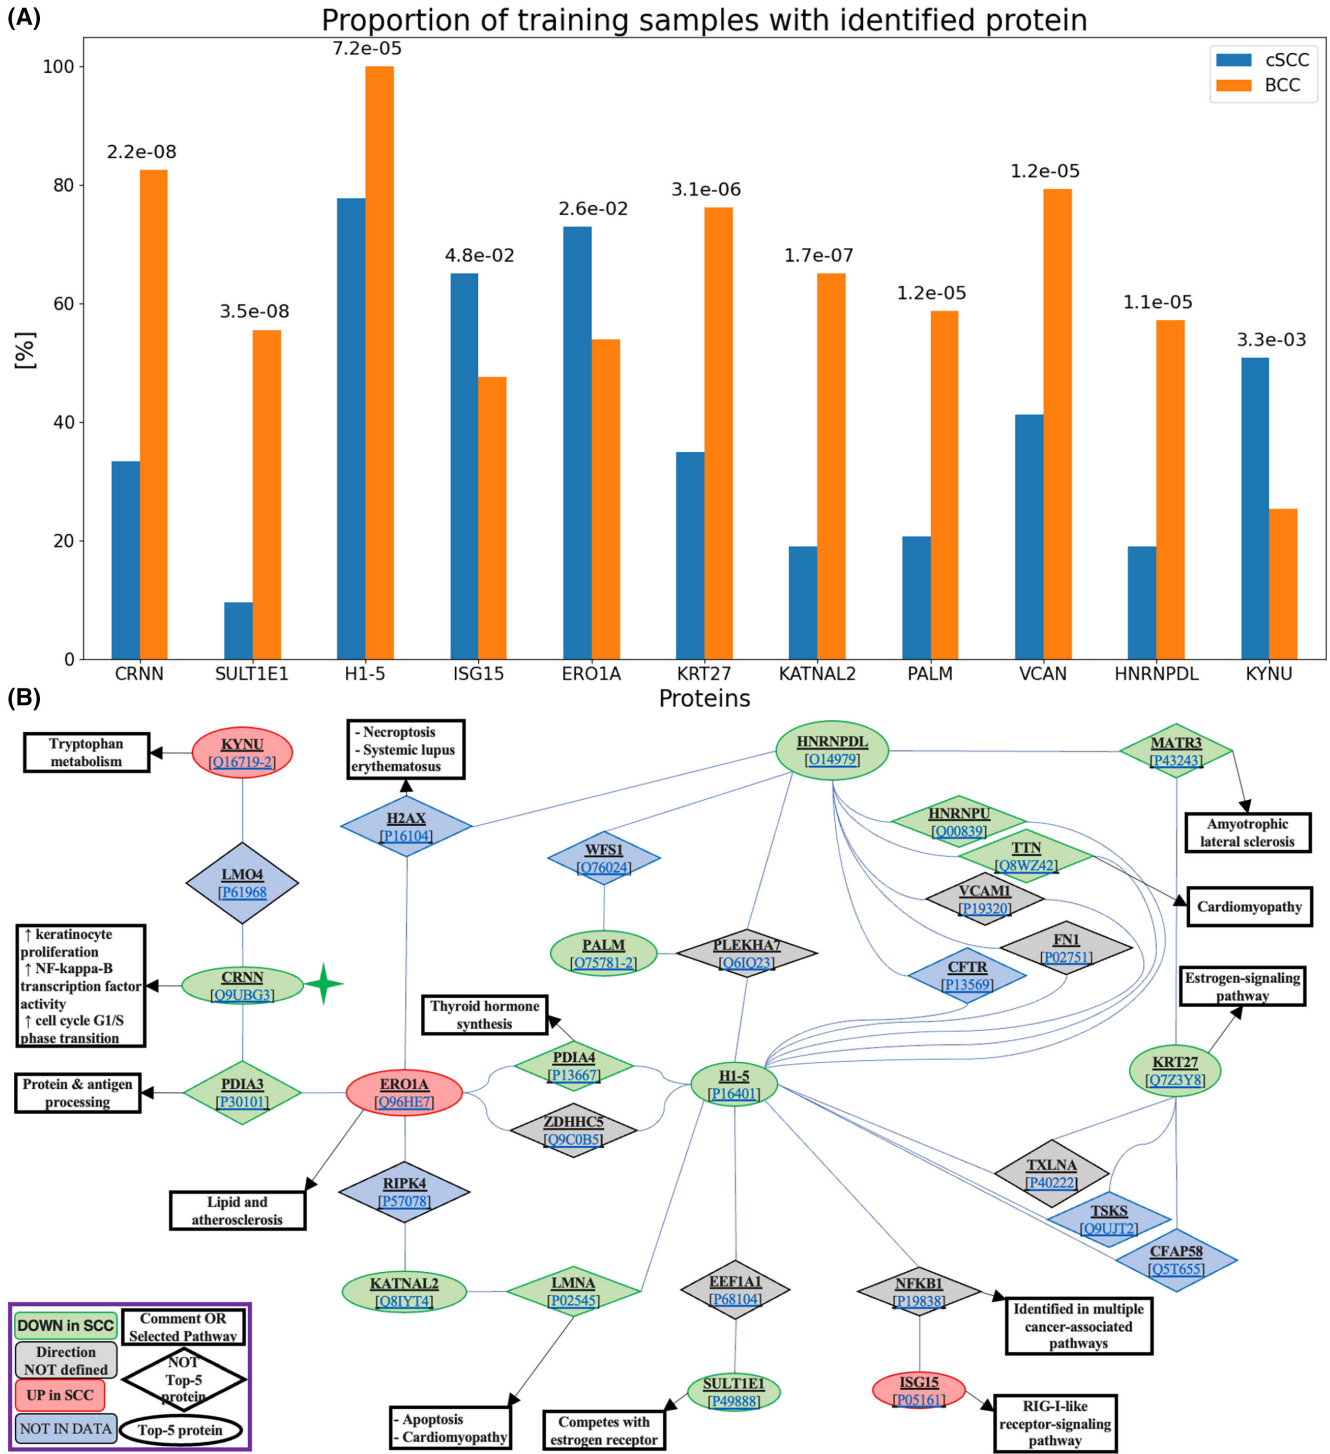 (A)
Proportion of training samples with identified protein
7.2e-05
100
cSCC
BCC
2.2e-08
1.2e-05
80
3.1e-06
2.6e-02
4.8e-02
1.7e-07
[%]
60
3.5e-08
1.2e-05
1.1e-05
3.3e-03
40
20
0
CRNN SULT1E1 H1-5 ISG15 ERO1A KRT27 KATNAL2 PALM VCAN HNRNPDL KYNU
Proteins
(B)
Tryptophan
metabolism
KYNU
[Q16719-2]
- Necroptosis
- Systemic lupus
erythematosus
HNRNPDL
[O14979]
MATR3
[P43243]
H2AX
[P16104]
HNRNPU
[Q00839]
Amyotrophic
lateral sclerosis
WFS1
[O76024]
TTN
[Q8WZ42]
LMO4
[P61968
VCAM1
[P19320]
Cardiomyopathy
↑ keratinocyte
proliferation
↑ NF-kappa-B
transcription factor
activity
↑ cell cycle G1/S
phase transition
CRNN
[Q9UBG3]
PALM
[O75781-2]
PLEKHA7
[Q6IQ23]
FN1
[P02751]
CFTR
[P13569]
Estrogen-signaling
pathway
Thyroid hormone
synthesis
PDIA4
[P13667]
H1-5
[P16401]
KRT27
[Q7Z3Y8]
Protein & antigen
processing
PDIA3
[P30101]
ERO1A
[Q96HE7]
ZDHHC5
[Q9C0B5]
TXLNA
[P40222]
Lipid and
atherosclerosis
RIPK4
[P57078]
TSKS
[Q9UJT2]
CFAP58
[Q5T655]
KATNAL2
[Q8IYT4]
LMNA
[P02545]
EEF1A1
[P68104]
NFKB1
[P19838]
Identified in multiple
cancer-associated
pathways
SULT1E1
[P49888]
ISG15
[P05161]
- Apoptosis
- Cardiomyopathy
Competes with
estrogen receptor
RIG-I-like
receptor-signaling
pathway
DOWN in SCC
Comment OR
Selected Pathway
Direction
NOT defined
NOT
Top-5
protein
UP in SCC
NOT IN DATA
Top-5 protein